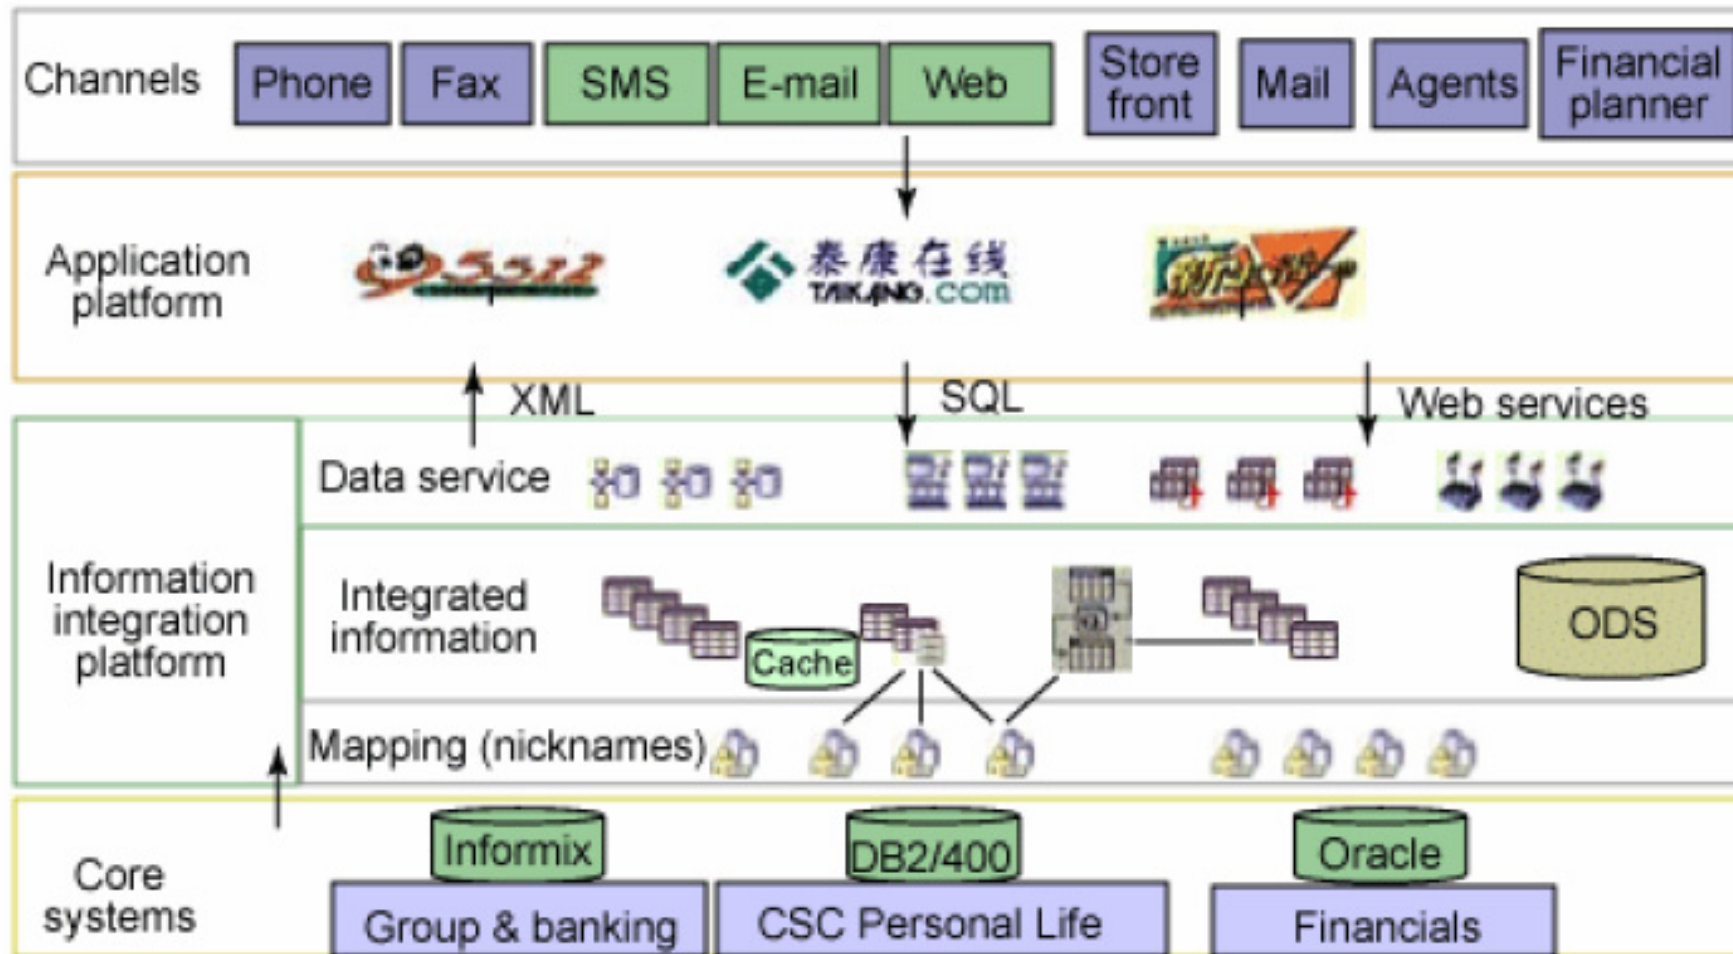 Channels
Phone
Fax
SMS
E-mail
Web
Store
front
Mail
Agents
Financial
planner
Application
platform
95522
泰康在线
TAIKANG.com
XML
SQL
Web services
Data service
Information
integration
platform
Integrated
information
Cache
ODS
Mapping (nicknames)
Core
systems
Informix
DB2/400
Oracle
Group & banking
CSC Personal Life
Financials